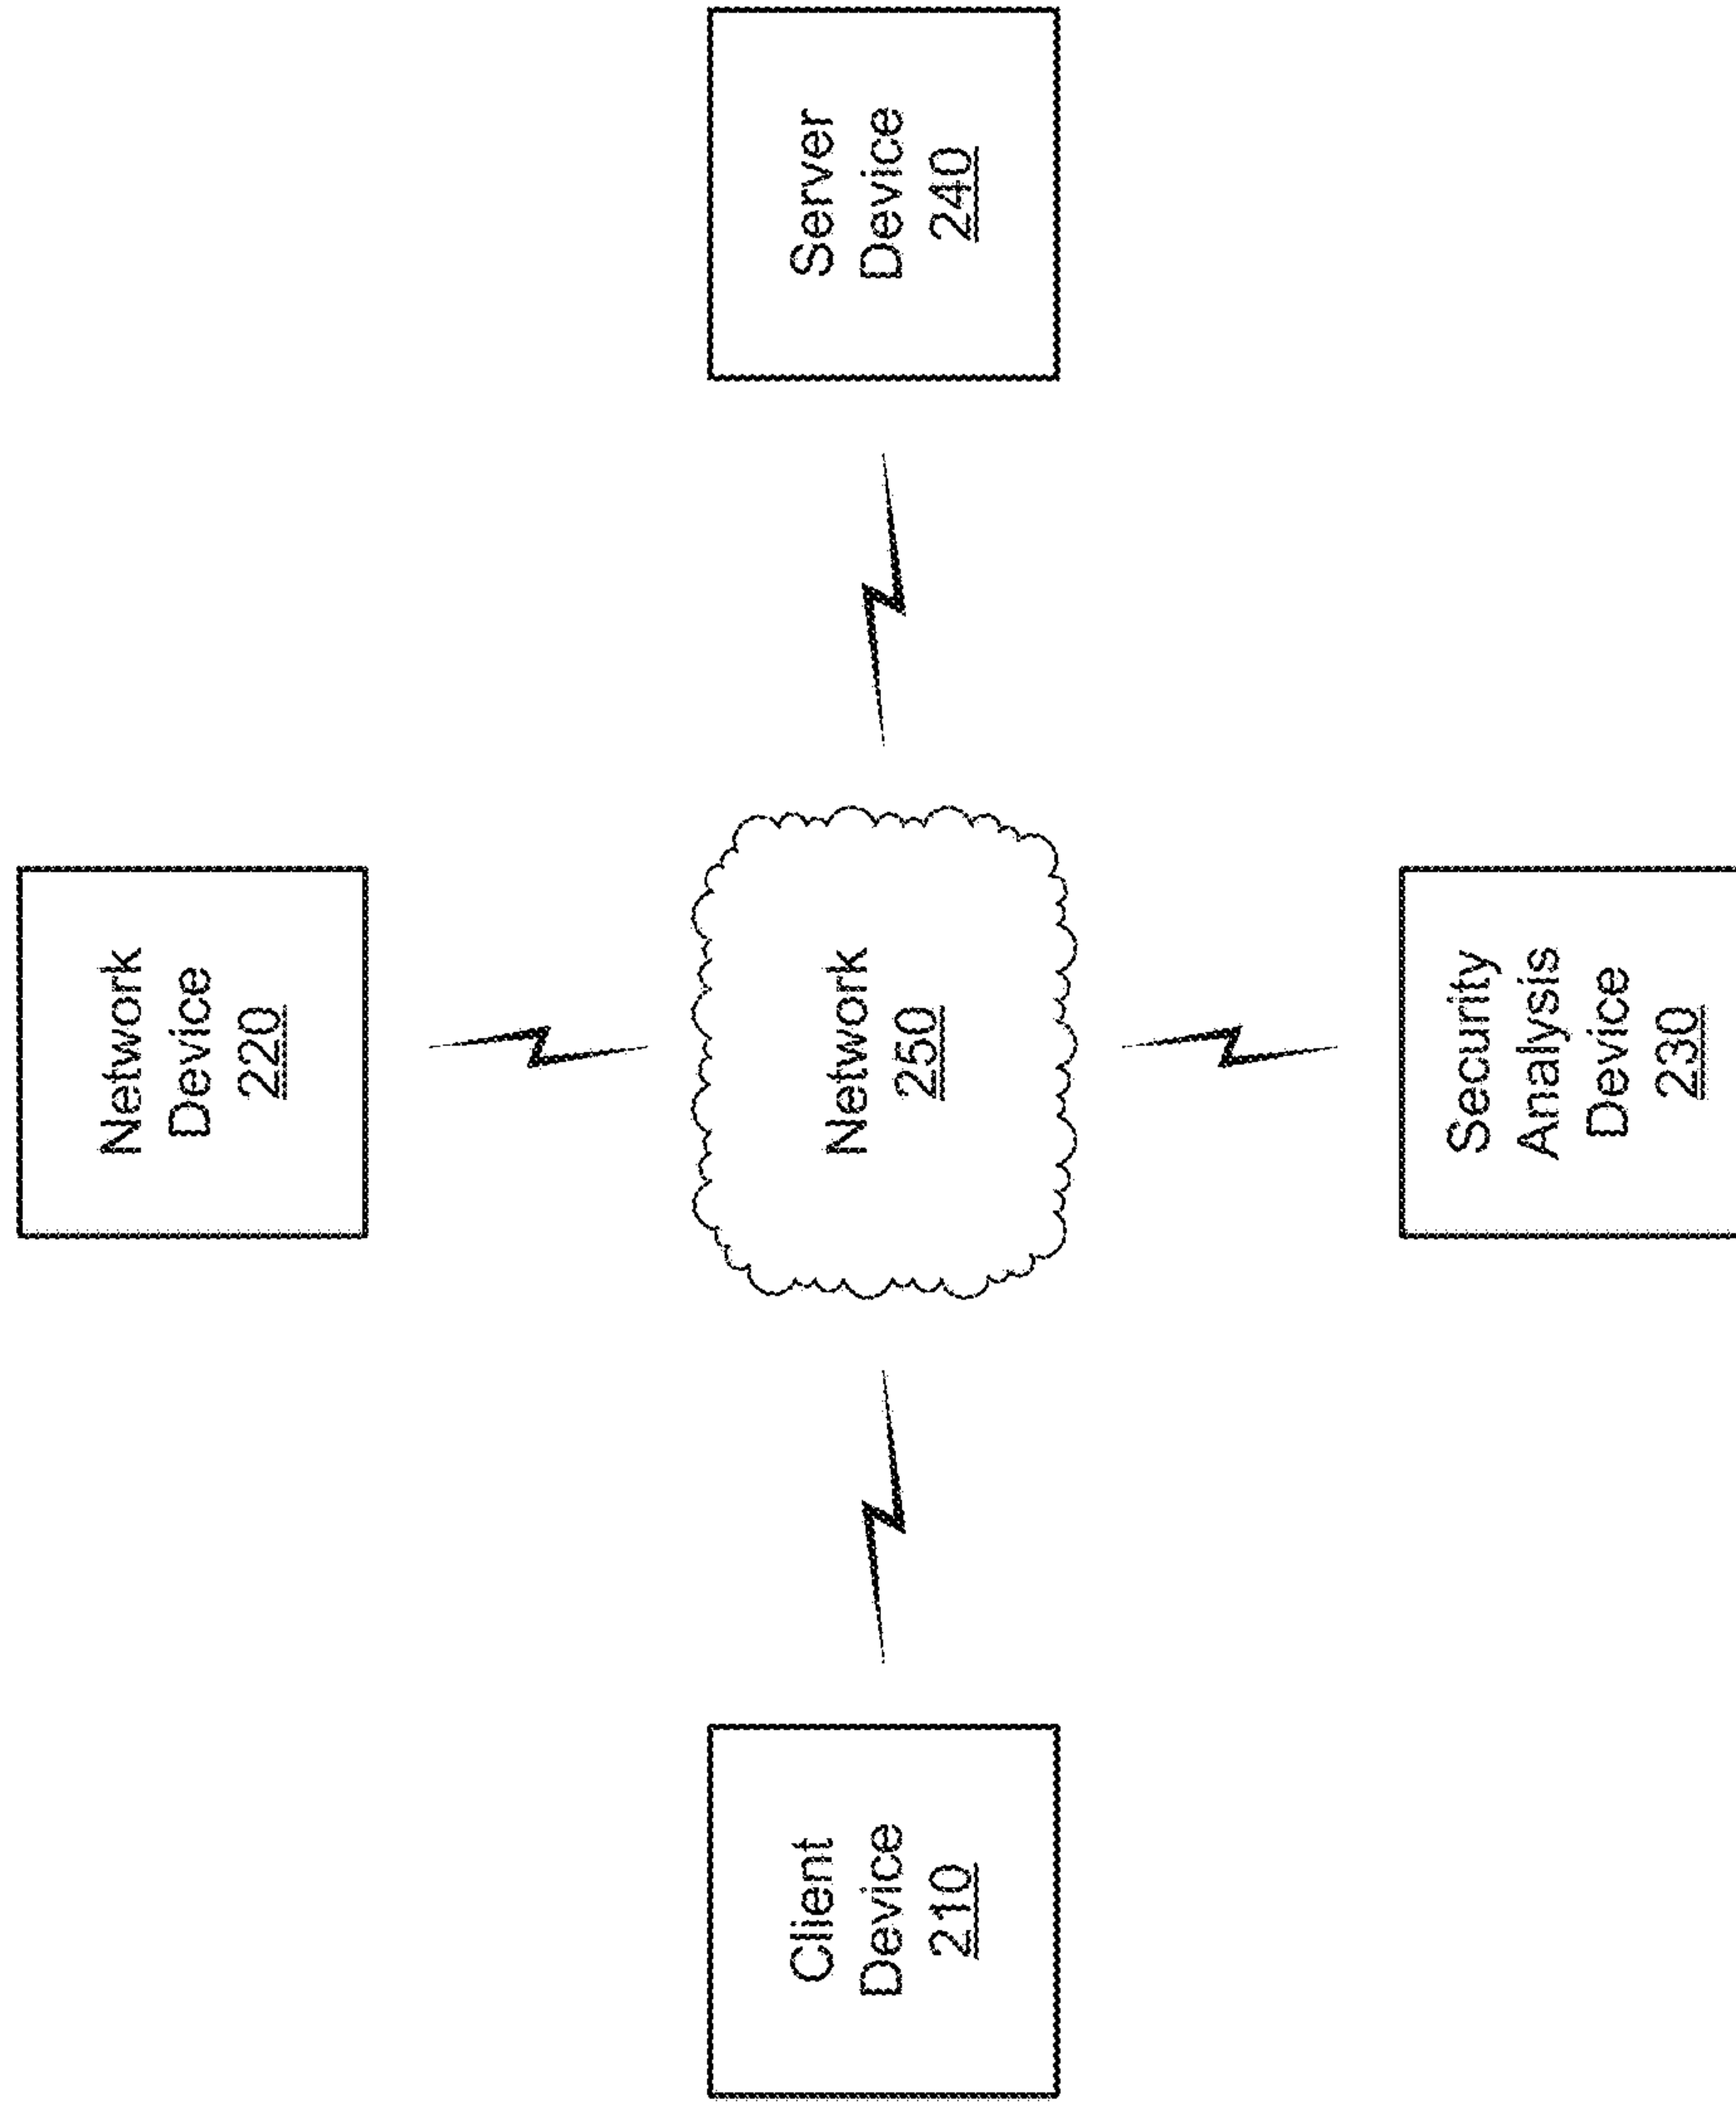 Network
Device
220
Client
Device
210
Network
250
Server
Device
240
Security
Analysis
Device
230